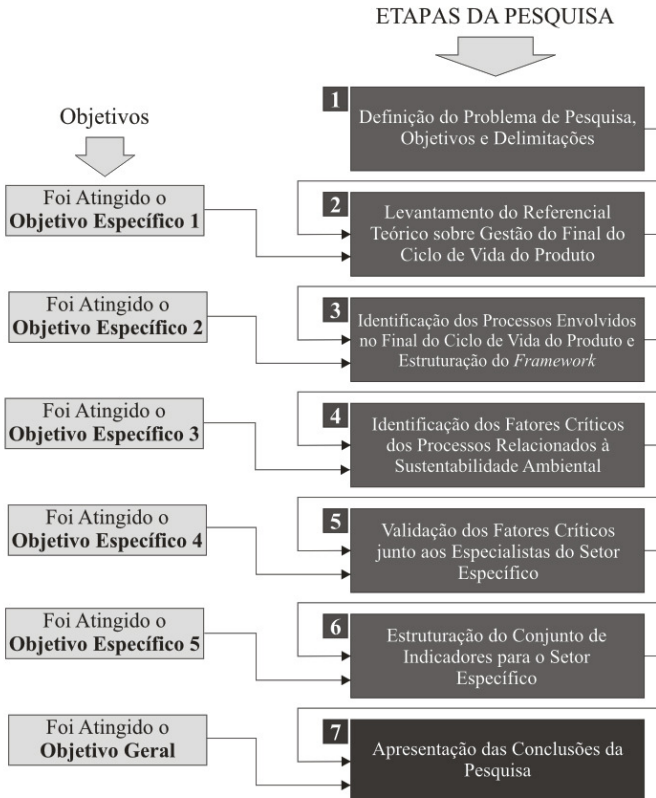 ETAPAS DA PESQUISA
Objetivos
1
Definição do Problema de Pesquisa,
Objetivos e Delimitações
Foi Atingido o
Objetivo Específico 1
2
Levantamento do Referencial
Teórico sobre Gestão do Final do
Ciclo de Vida do Produto
Foi Atingido o
Objetivo Específico 2
3
Identificação dos Processos Envolvidos
no Final do Ciclo de Vida do Produto e
Estruturação do Framework
Foi Atingido o
Objetivo Específico 3
4
Identificação dos Fatores Críticos
dos Processos Relacionados à
Sustentabilidade Ambiental
Foi Atingido o
Objetivo Específico 4
5
Validação dos Fatores Críticos
junto aos Especialistas do Setor
Específico
Foi Atingido o
Objetivo Específico 5
6
Estruturação do Conjunto de
Indicadores para o Setor
Específico
Foi Atingido o
Objetivo Geral
7
Apresentação das Conclusões da
Pesquisa